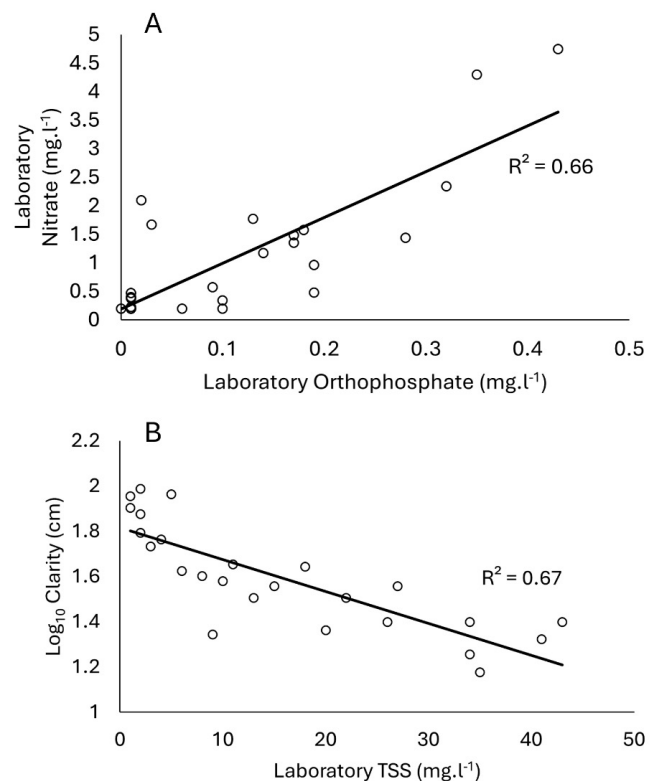 A
5
4.5
4
3.5
3
2.5
2
1.5
1
0.5
0
Laboratory
Nitrate (mg.l⁻¹)
R² = 0.66
0 0.1 0.2 0.3 0.4 0.5
Laboratory Orthophosphate (mg.l⁻¹)
B
2.2
2
1.8
1.6
1.4
1.2
1
Log₁₀ Clarity (cm)
R² = 0.67
0 10 20 30 40 50
Laboratory TSS (mg.l⁻¹)